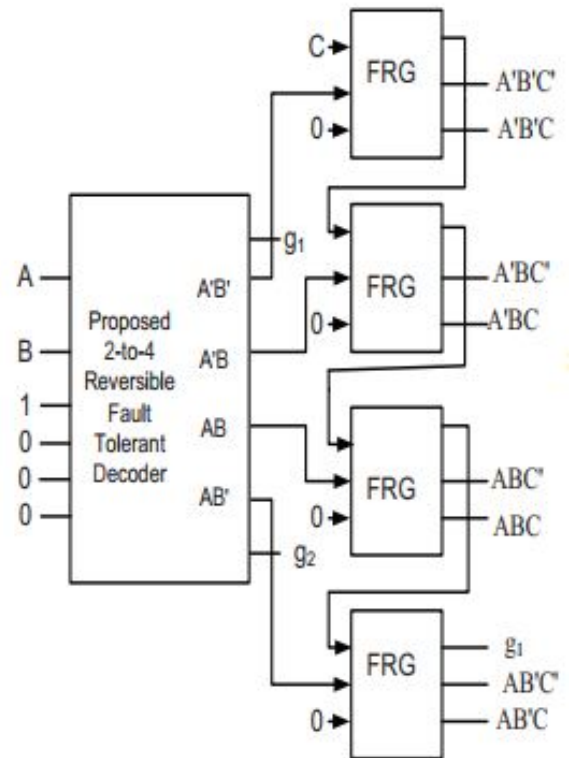 C
FRG
A'B'C'
0
A'B'C
g1
A
A'B'
FRG
A'BC'
Proposed
2-to-4
Reversible
Fault
Tolerant
Decoder
B
A'B
0
A'BC
1
0
AB
FRG
ABC'
0
AB'
0
ABC
0
g2
g1
FRG
AB'C'
0
AB'C